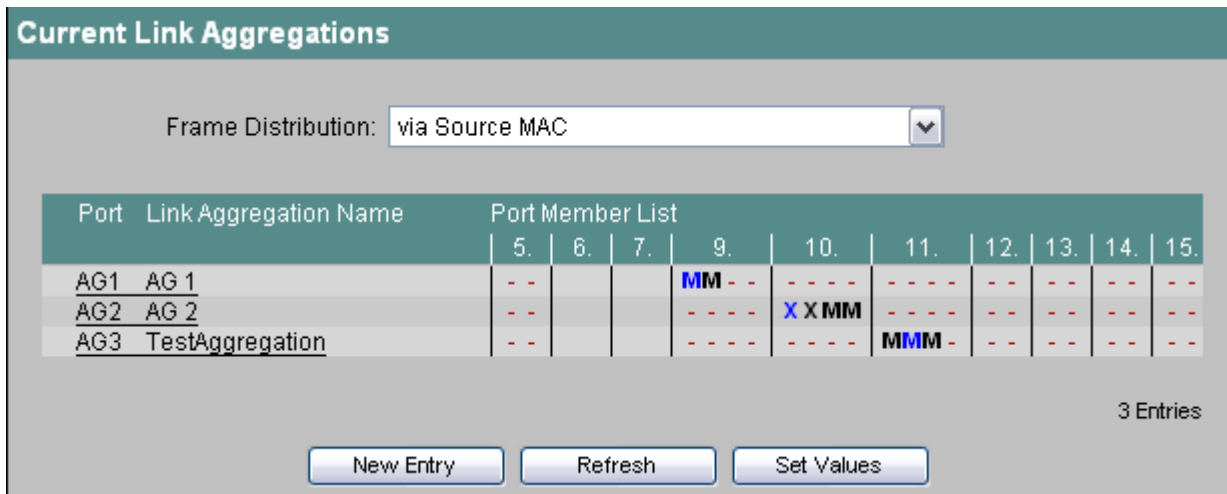 Current Link Aggregations
Frame Distribution: via Source MAC
Port Link Aggregation Name Port Member List
5. 6. 7. 9. 10. 11. 12. 13. 14. 15.
AG1 AG 1 - - MM - - - - - - - - - - - - - - - - - -
AG2 AG 2 - - - - - - X X MM - - - - - - - - - - - -
AG3 TestAggregation - - - - - - - - - - MMM - - - - - - - - -
3 Entries
New Entry Refresh Set Values